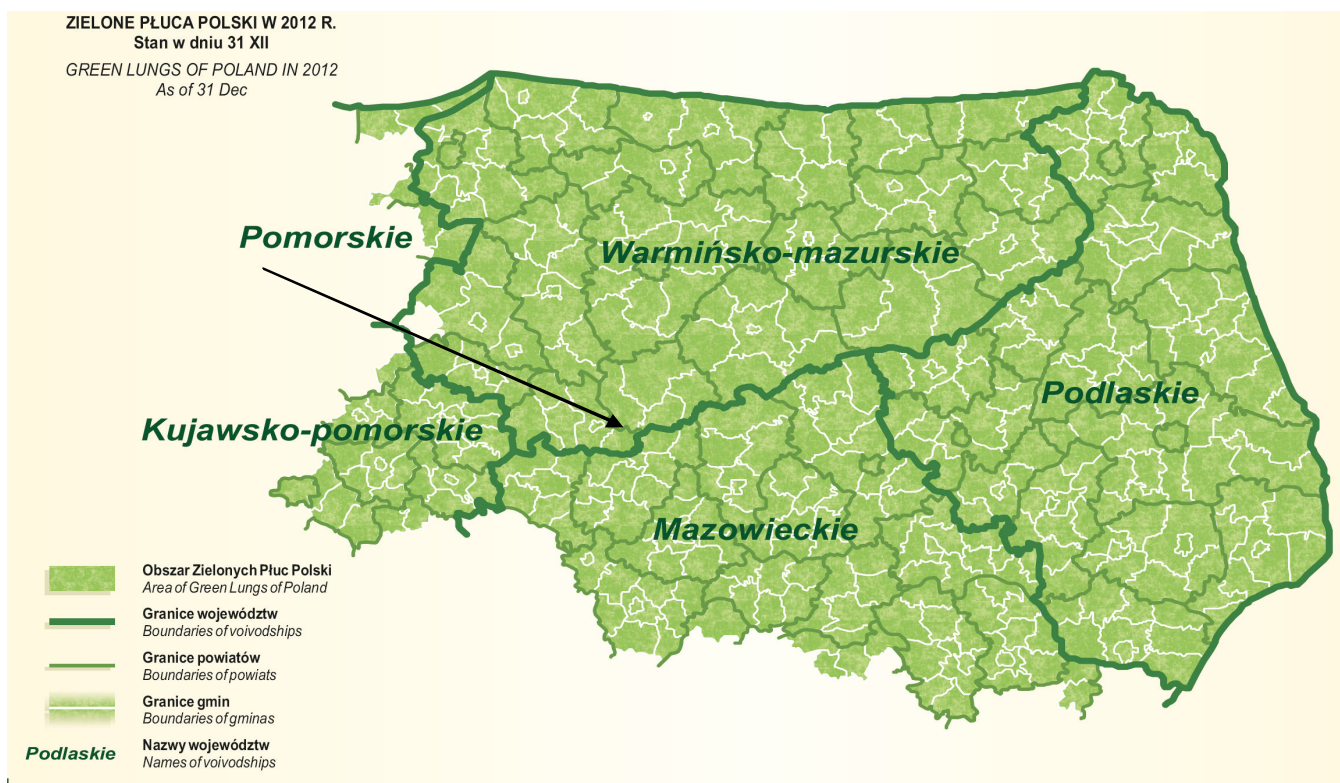 ZIELONE PŁUCA POLSKI W 2012 R.
Stan w dniu 31 XII
GREEN LUNGS OF POLAND IN 2012
As of 31 Dec
Pomorskie
Warmińsko-mazurskie
Podlaskie
Kujawsko-pomorskie
Mazowieckie
Obszar Zielonych Płuc Polski
Area of Green Lungs of Poland
Granice województw
Boundaries of voivodships
Granice powiatów
Boundaries of powiats
Granice gmin
Boundaries of gminas
Podlaskie
Nazwy województw
Names of voivodships